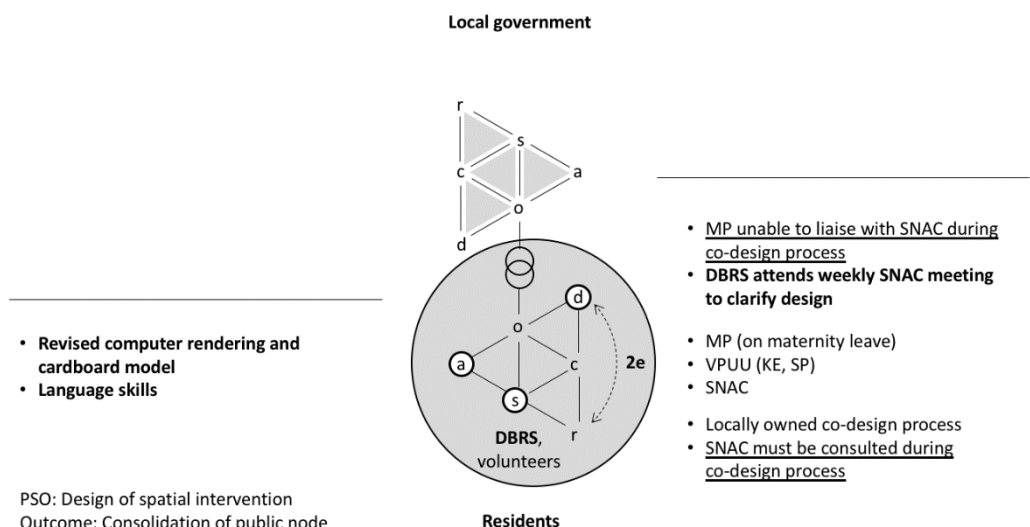 Local government
r
s
c
a
o
d
• MP unable to liaise with SNAC during
co-design process
• DBRS attends weekly SNAC meeting
to clarify design
• MP (on maternity leave)
• VPUU (KE, SP)
• SNAC
• Locally owned co-design process
• SNAC must be consulted during
co-design process
• Revised computer rendering and
cardboard model
• Language skills
d
o
a
c
2e
s
r
DBRS,
volunteers
PSO: Design of spatial intervention
Outcome: Consolidation of public node
Residents